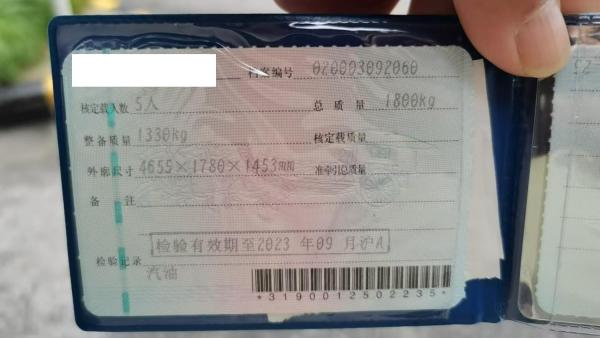 档案编号 020003092060
核定载人数 5人 总质量 1800kg
整备质量 1330kg 核定载质量
外廓尺寸 4655×1780×1453mm 准牵引总质量
备注
检验有效期至2023年09月沪A
检验记录
汽油
*3190012502235*